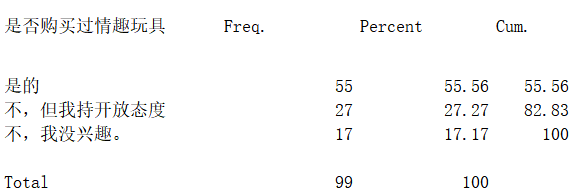 是否购买过情趣玩具 Freq. Percent Cum.
是的 55 55.56 55.56
不，但我持开放态度 27 27.27 82.83
不，我没兴趣。 17 17.17 100
Total 99 100